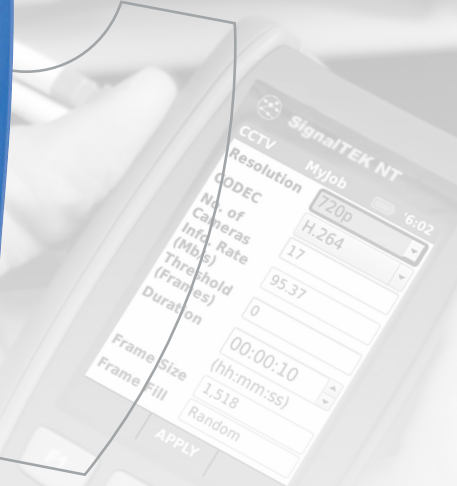 SignalTEK NT
CCTV MyJob 6:02
Resolution 720p
CODEC H.264
No. of
Cameras 17
Info. Rate
(Mb/s) 95.37
Threshold
(Frames) 0
Duration 00:00:10
(hh:mm:ss)
Frame Size 1,518
Frame Fill Random
APPLY